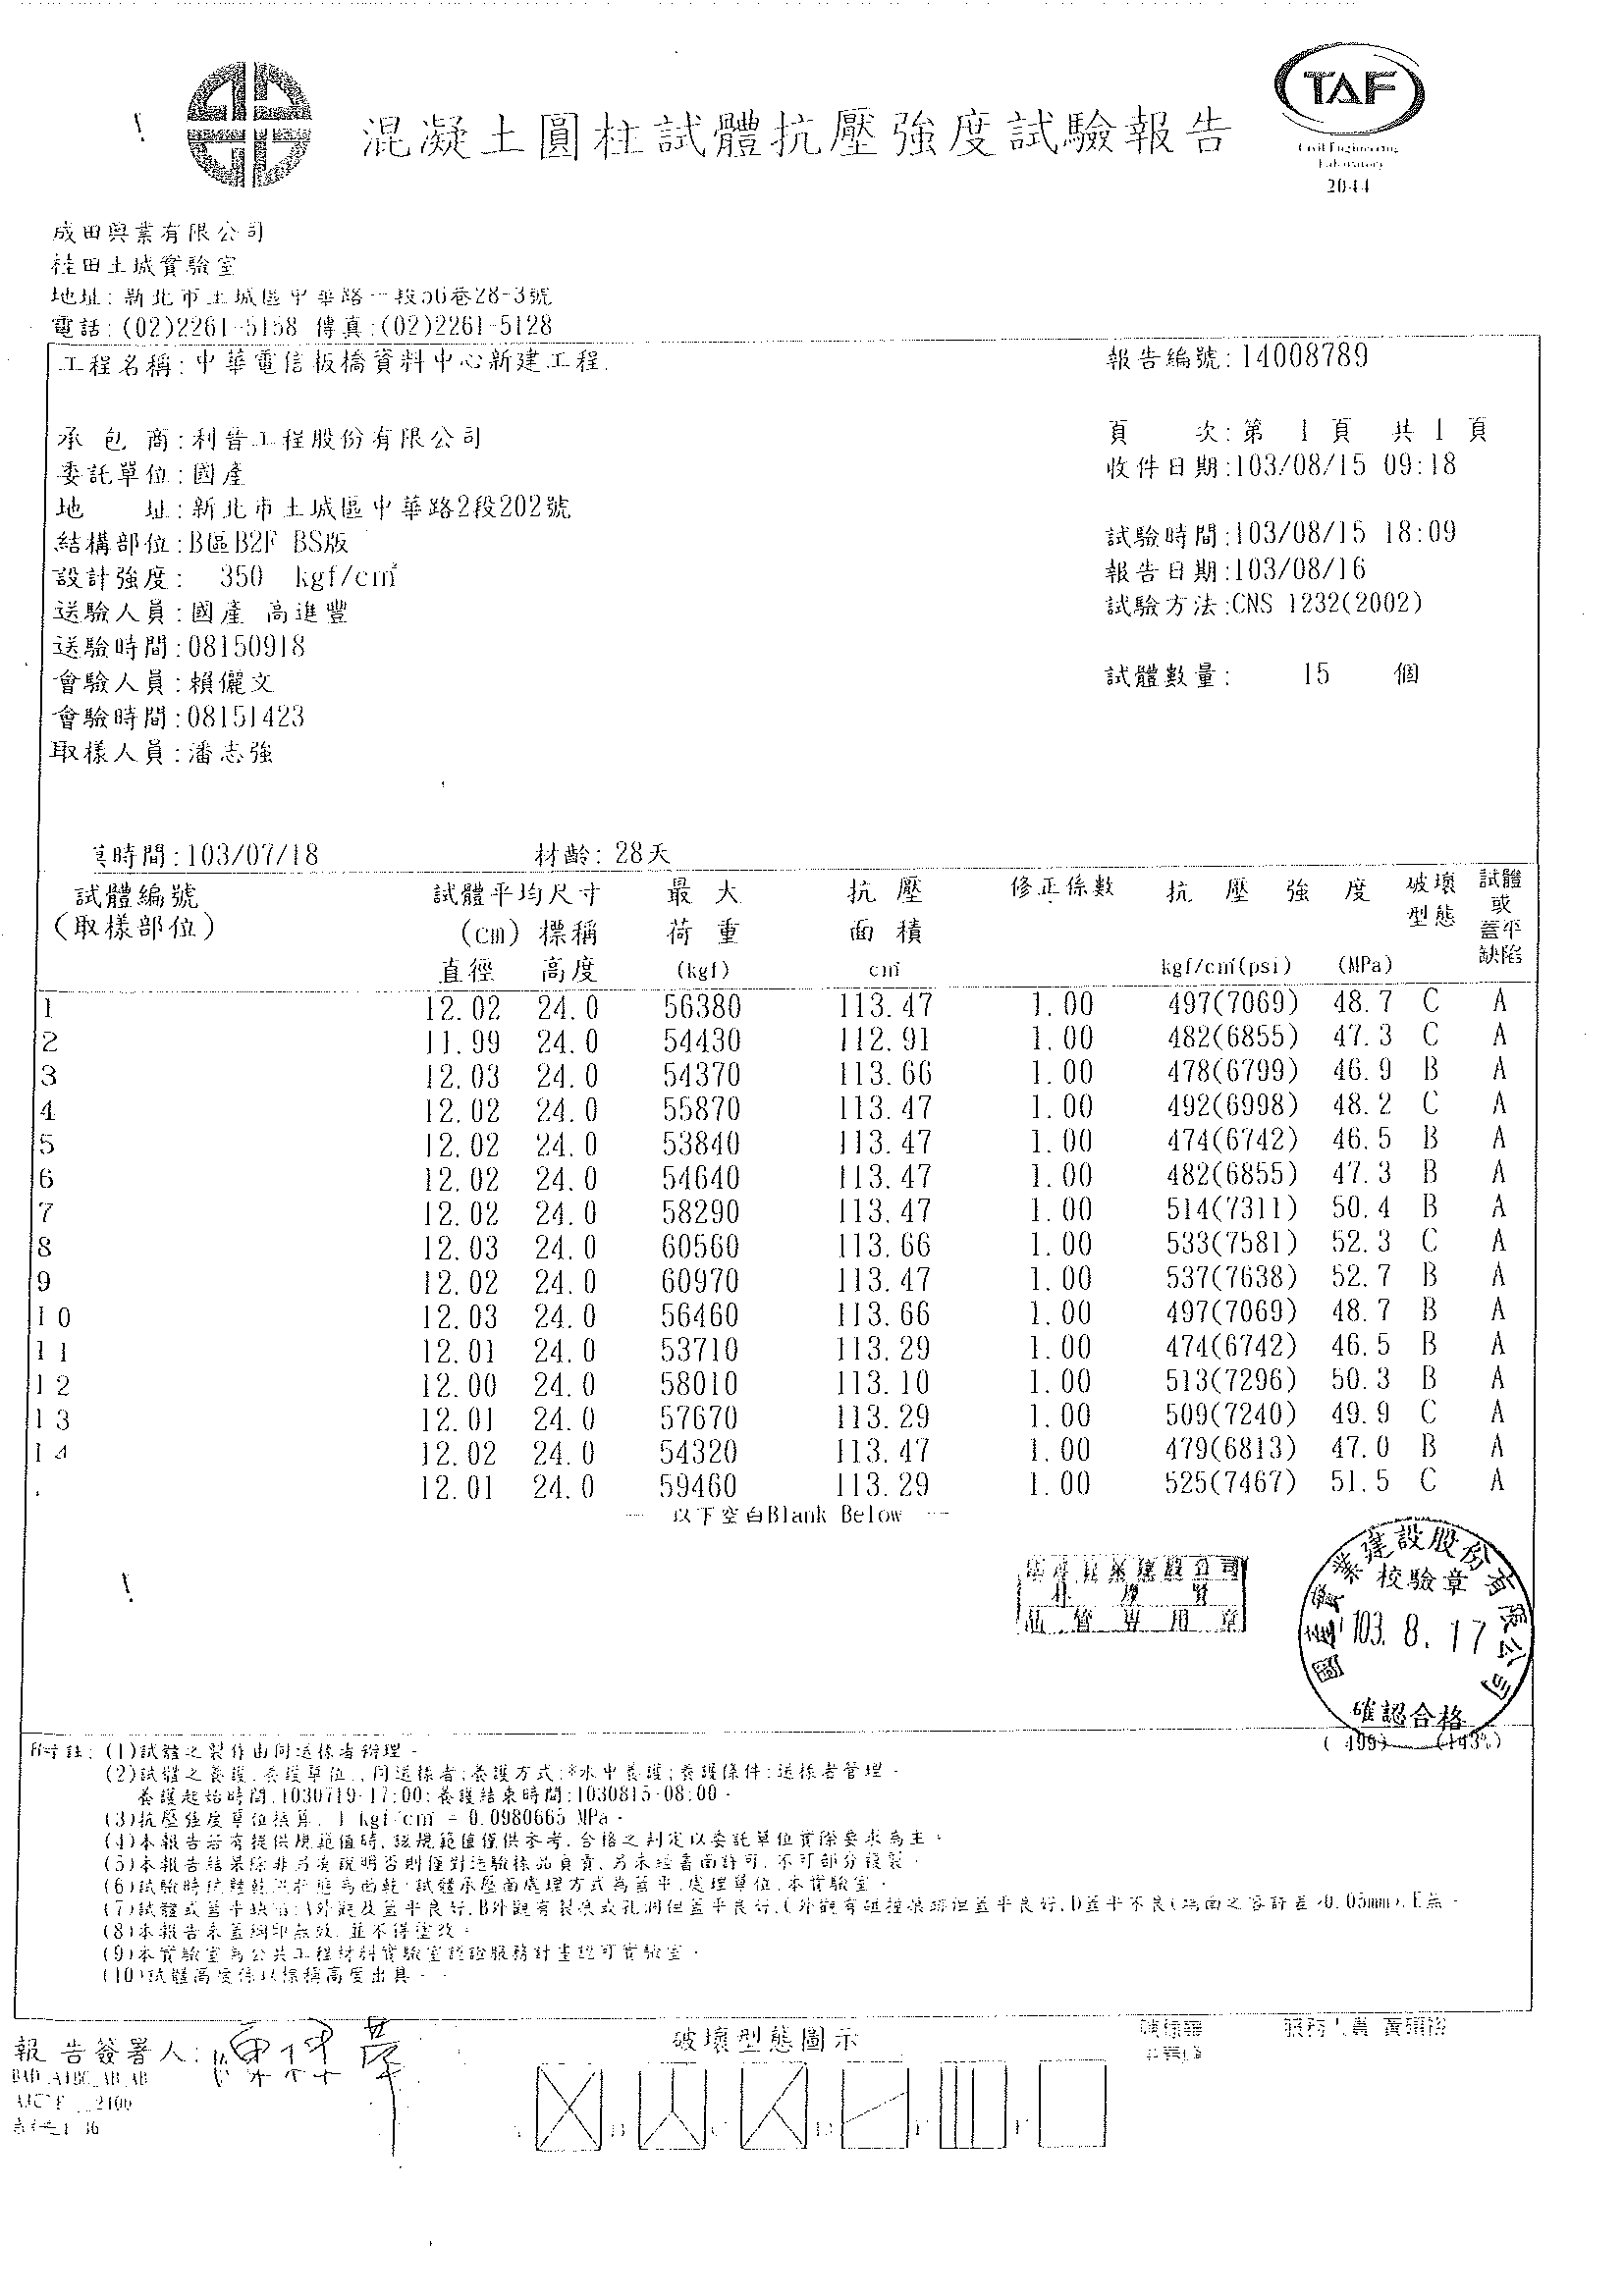 TAF
Civil Engineering
Laboratory
2044
混凝土圓柱試體抗壓強度試驗報告
成田興業有限公司
桂田土城實驗室
地址:新北市土城區中華路一段56巷28-3號
電話:(02)2261-5158 傳真:(02)2261-5128
工程名稱:中華電信板橋資料中心新建工程.
報告編號:14008789
承包商:利晉工程股份有限公司
頁 次:第 1 頁 共 1 頁
委託單位:國產
收件日期:103/08/15 09:18
地 址:新北市土城區中華路2段202號
結構部位:B區B2F BS版
試驗時間:103/08/15 18:09
設計強度: 350 kgf/c㎡
報告日期:103/08/16
送驗人員:國產 高進豐
試驗方法:CNS 1232(2002)
送驗時間:08150918
會驗人員:賴儷文
試體數量: 15 個
會驗時間:08151423
取樣人員:潘志強
時間:103/07/18 材齡: 28天
試體編號 試體平均尺寸 最大 抗壓 修正係數 抗壓強度 破壞 試體
(取樣部位) (cm) 標稱 荷重 面積 型態 或
蓋平
直徑 高度 (kgf) c㎡ kgf/c㎡(psi) (MPa) 缺陷
1 12.02 24.0 56380 113.47 1.00 497(7069) 48.7 C A
2 11.99 24.0 54430 112.91 1.00 482(6855) 47.3 C A
3 12.03 24.0 54370 113.66 1.00 478(6799) 46.9 B A
4 12.02 24.0 55870 113.47 1.00 492(6998) 48.2 C A
5 12.02 24.0 53840 113.47 1.00 474(6742) 46.5 B A
6 12.02 24.0 54640 113.47 1.00 482(6855) 47.3 B A
7 12.02 24.0 58290 113.47 1.00 514(7311) 50.4 B A
8 12.03 24.0 60560 113.66 1.00 533(7581) 52.3 C A
9 12.02 24.0 60970 113.47 1.00 537(7638) 52.7 B A
10 12.03 24.0 56460 113.66 1.00 497(7069) 48.7 B A
11 12.01 24.0 53710 113.29 1.00 474(6742) 46.5 B A
12 12.00 24.0 58010 113.10 1.00 513(7296) 50.3 B A
13 12.01 24.0 57670 113.29 1.00 509(7240) 49.9 C A
14 12.02 24.0 54320 113.47 1.00 479(6813) 47.0 B A
12.01 24.0 59460 113.29 1.00 525(7467) 51.5 C A
— 以下空白Blank Below —
品管專用章
國產實業建設股份有限公司
校驗章
103. 8. 17
確認合格
(499) (143%)
附註: (1)試體之製作由同送樣者辦理。
(2)試體之養護,養護單位:同送樣者;養護方式:*水中養護;養護條件:送樣者管理。
養護起始時間:1030719-17:00;養護結束時間:1030815-08:00。
(3)抗壓強度單位換算, 1 kgf/c㎡ = 0.0980665 MPa。
(4)本報告若有提供規範值時,該規範值僅供參考,合格之判定以委託單位實際要求為主。
(5)本報告結果除非另有說明否則僅對送驗樣品負責,另未經書面許可,不可部分複製。
(6)試驗時試體乾濕狀態為面乾,試體承壓面處理方式為蓋平,處理單位:本實驗室。
(7)試體或蓋平缺陷:A外觀及蓋平良好,B外觀有裂痕或孔洞但蓋平良好,C外觀有碰撞痕跡但蓋平良好,D蓋平不良(端面之容許差>0.05mm),E無。
(8)本報告未蓋鋼印無效,並不得塗改。
(9)本實驗室為公共工程材料實驗室認證服務計畫認可實驗室。
(10)試體高度係以標稱高度出具。
報告簽署人:
破壞型態圖示